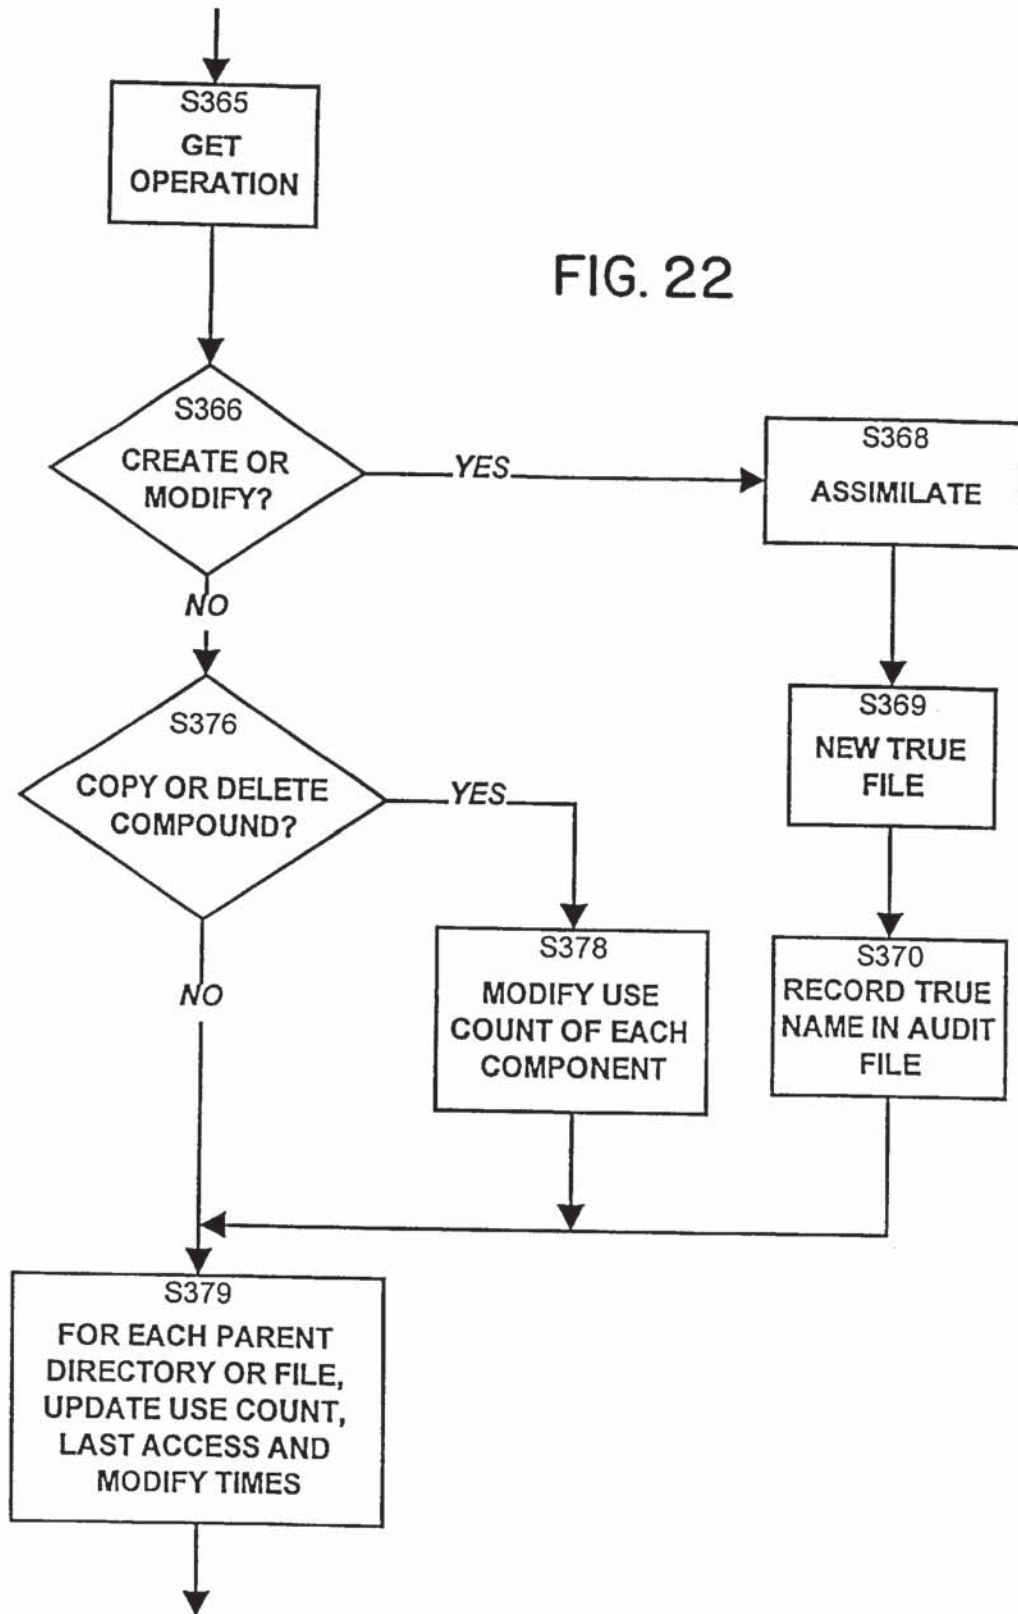 S365
GET
OPERATION
FIG. 22
S366
CREATE OR
MODIFY?
YES
S368
ASSIMILATE
NO
S369
NEW TRUE
FILE
S376
COPY OR DELETE
COMPOUND?
YES
S378
MODIFY USE
COUNT OF EACH
COMPONENT
S370
RECORD TRUE
NAME IN AUDIT
FILE
NO
S379
FOR EACH PARENT
DIRECTORY OR FILE,
UPDATE USE COUNT,
LAST ACCESS AND
MODIFY TIMES